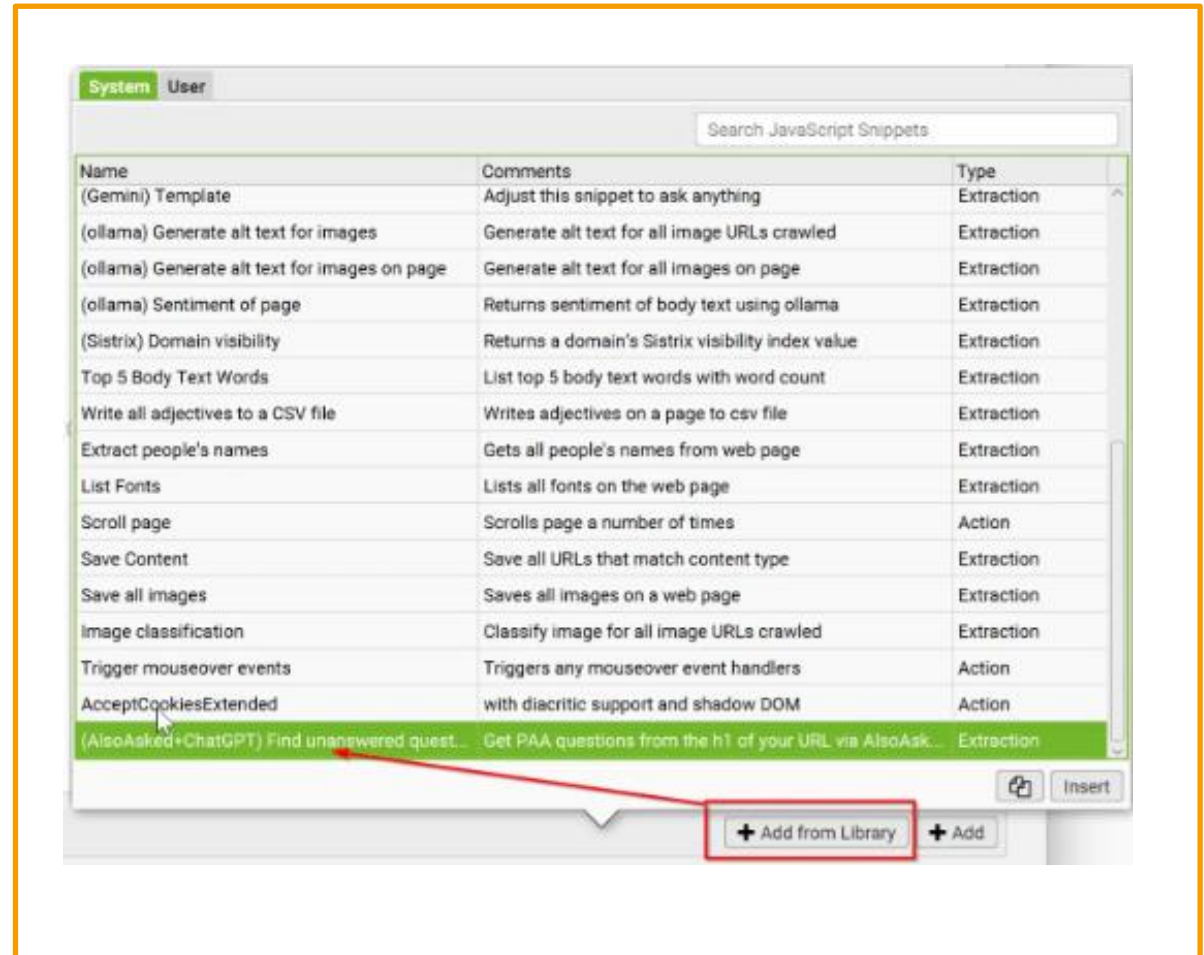 System User
Search JavaScript Snippets
Name Comments Type
(Gemini) Template Adjust this snippet to ask anything Extraction
(ollama) Generate alt text for images Generate alt text for all image URLs crawled Extraction
(ollama) Generate alt text for images on page Generate alt text for all images on page Extraction
(ollama) Sentiment of page Returns sentiment of body text using ollama Extraction
(Sistrix) Domain visibility Returns a domain's Sistrix visibility index value Extraction
Top 5 Body Text Words List top 5 body text words with word count Extraction
Write all adjectives to a CSV file Writes adjectives on a page to csv file Extraction
Extract people's names Gets all people's names from web page Extraction
List Fonts Lists all fonts on the web page Extraction
Scroll page Scrolls page a number of times Action
Save Content Save all URLs that match content type Extraction
Save all images Saves all images on a web page Extraction
Image classification Classify image for all image URLs crawled Extraction
Trigger mouseover events Triggers any mouseover event handlers Action
AcceptCookiesExtended with diacritic support and shadow DOM Action
(AlsoAsked+ChatGPT) Find unanswered quest... Get PAA questions from the h1 of your URL via AlsoAsk... Extraction
Insert
+ Add from Library + Add